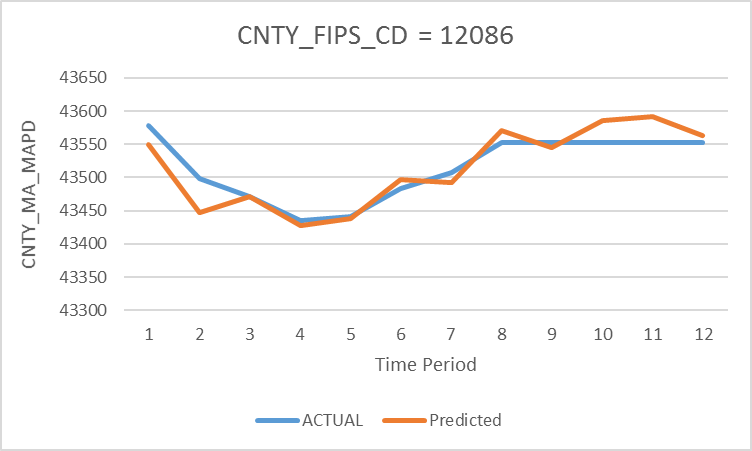 CNTY_FIPS_CD = 12086
43650
43600
43550
43500
43450
43400
43350
43300
CNTY_MA_MAPD
1 2 3 4 5 6 7 8 9 10 11 12
Time Period
ACTUAL Predicted